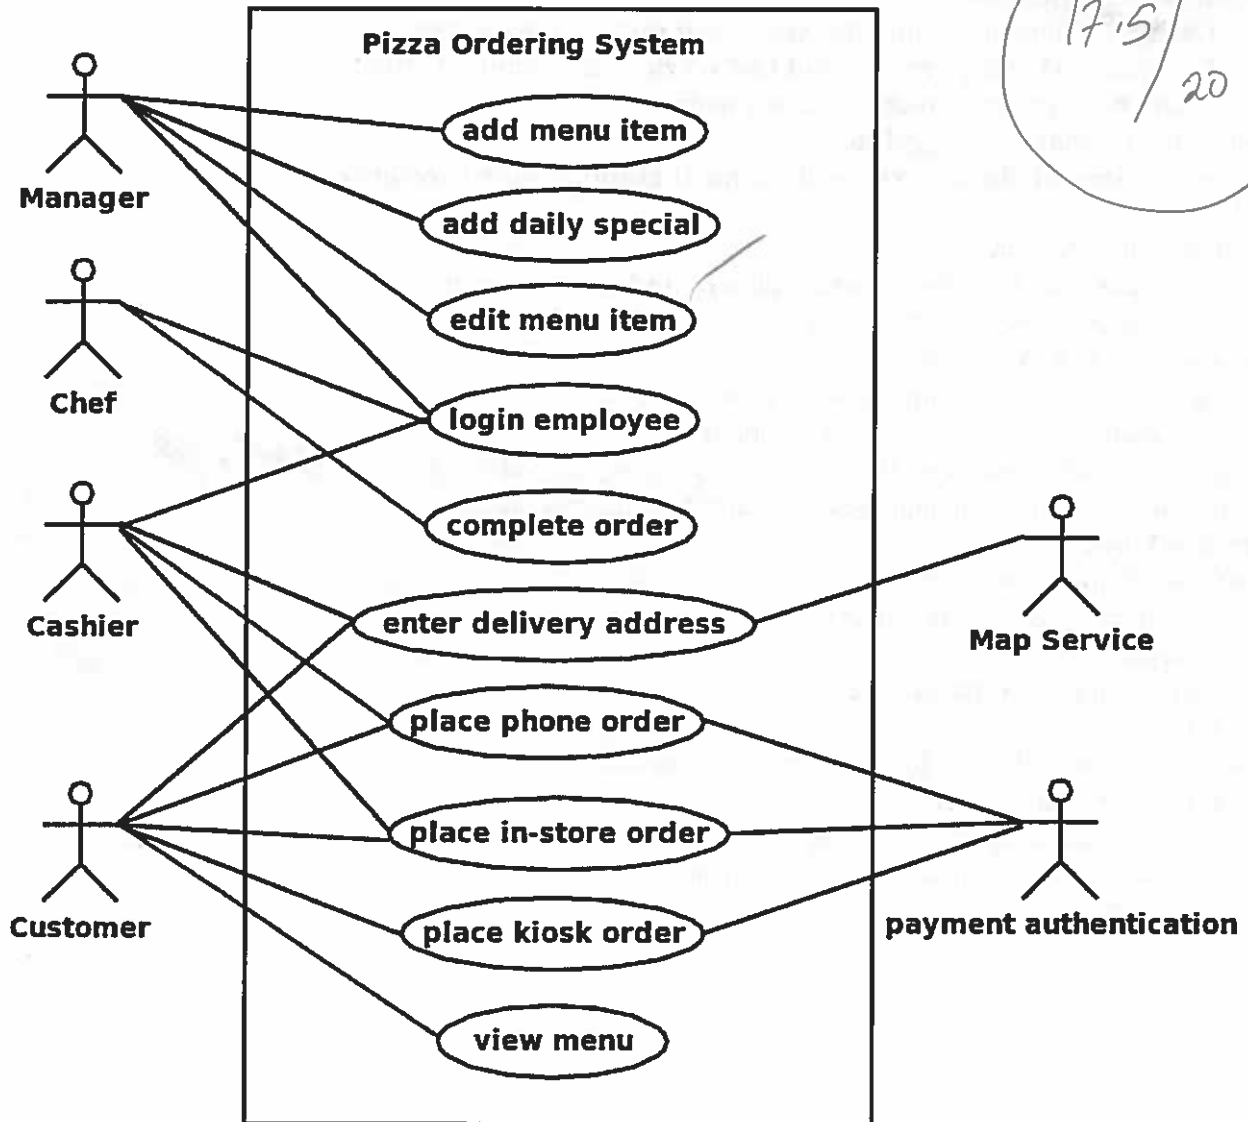 17.5/
20
Pizza Ordering System
add menu item
Manager
add daily special
edit menu item
Chef
login employee
complete order
Cashier
enter delivery address
Map Service
place phone order
place in-store order
Customer
place kiosk order
payment authentication
view menu